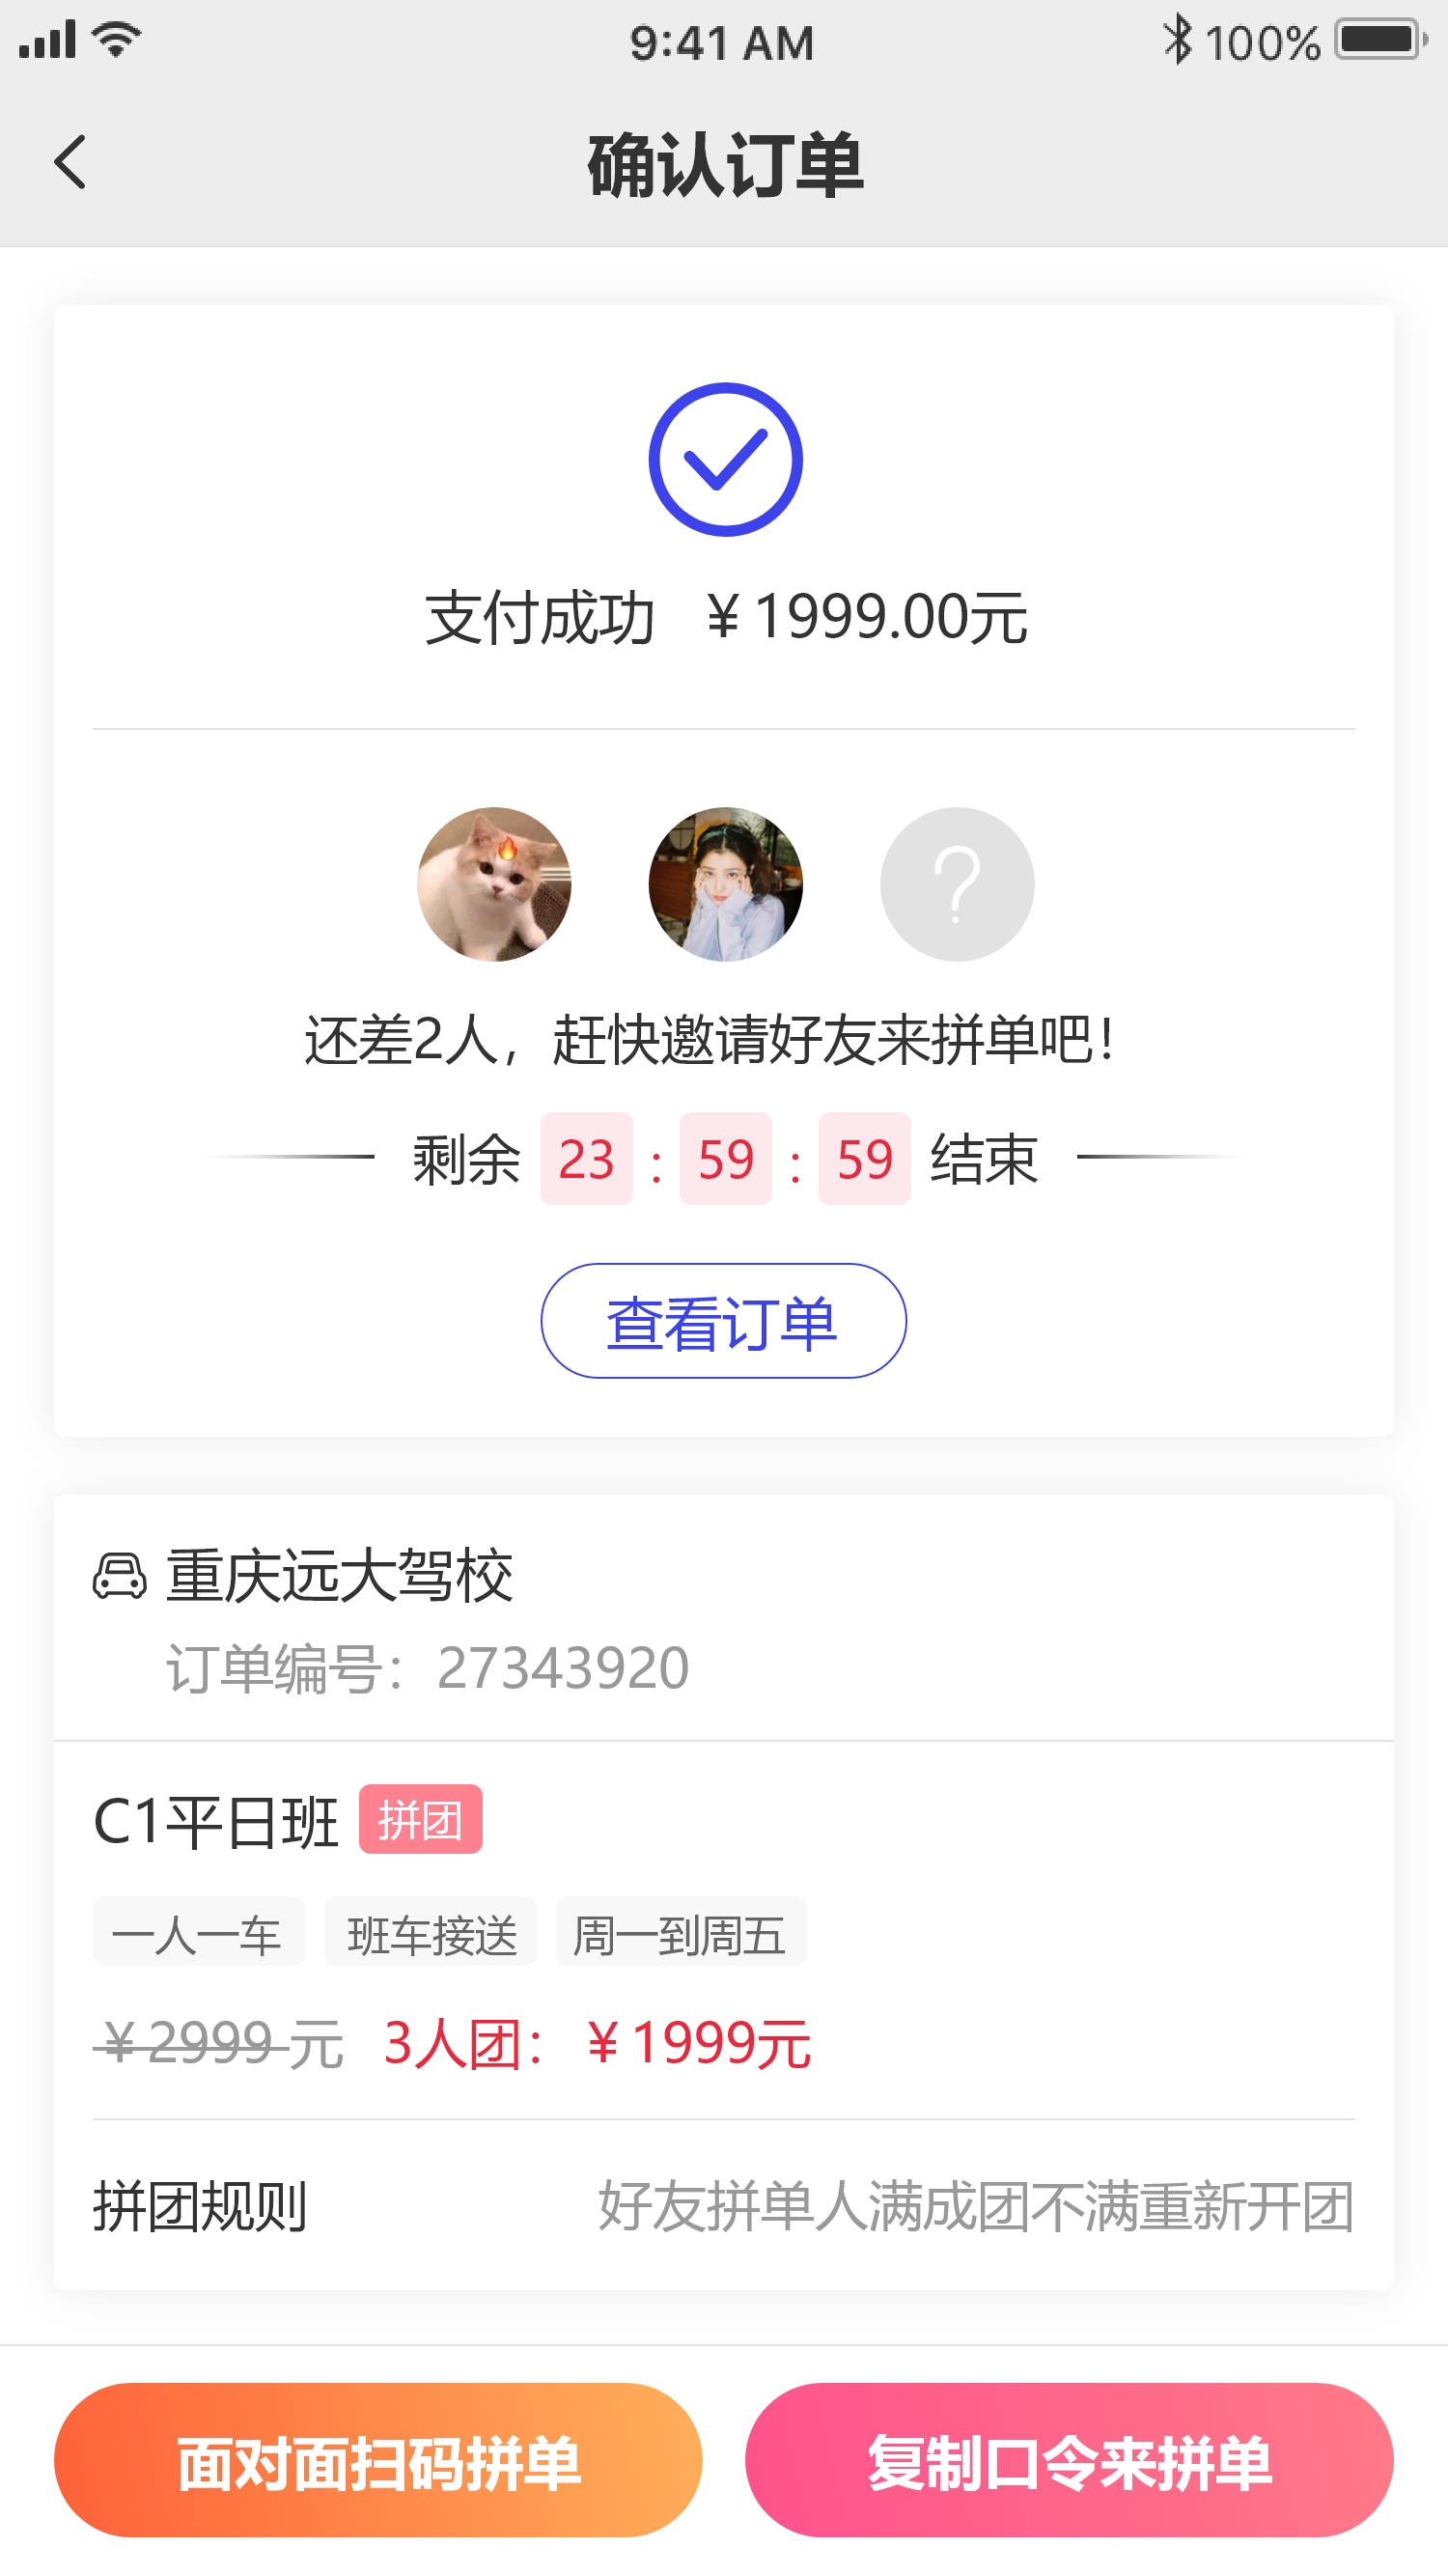 9:41 AM 100%
确认订单
支付成功 ￥1999.00元
?
还差2人，赶快邀请好友来拼单吧！
剩余 23 : 59 : 59 结束
查看订单
重庆远大驾校
订单编号：27343920
C1平日班 拼团
一人一车 班车接送 周一到周五
￥2999 元 3人团：￥1999元
拼团规则 好友拼单人满成团不满重新开团
面对面扫码拼单 复制口令来拼单